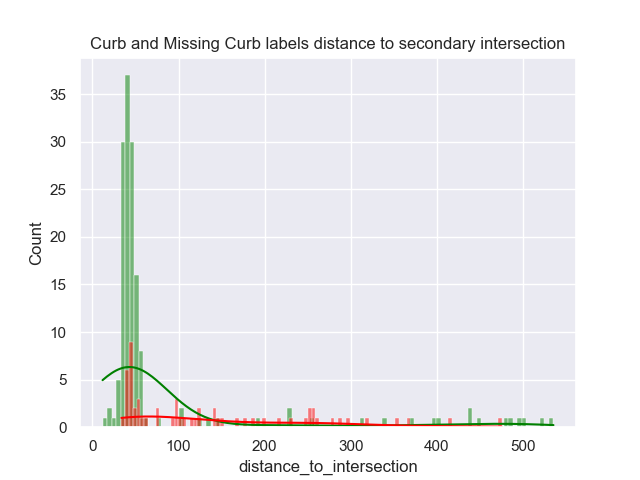 Curb and Missing Curb labels distance to secondary intersection
35
30
25
20
15
10
5
0
Count
0 100 200 300 400 500
distance_to_intersection